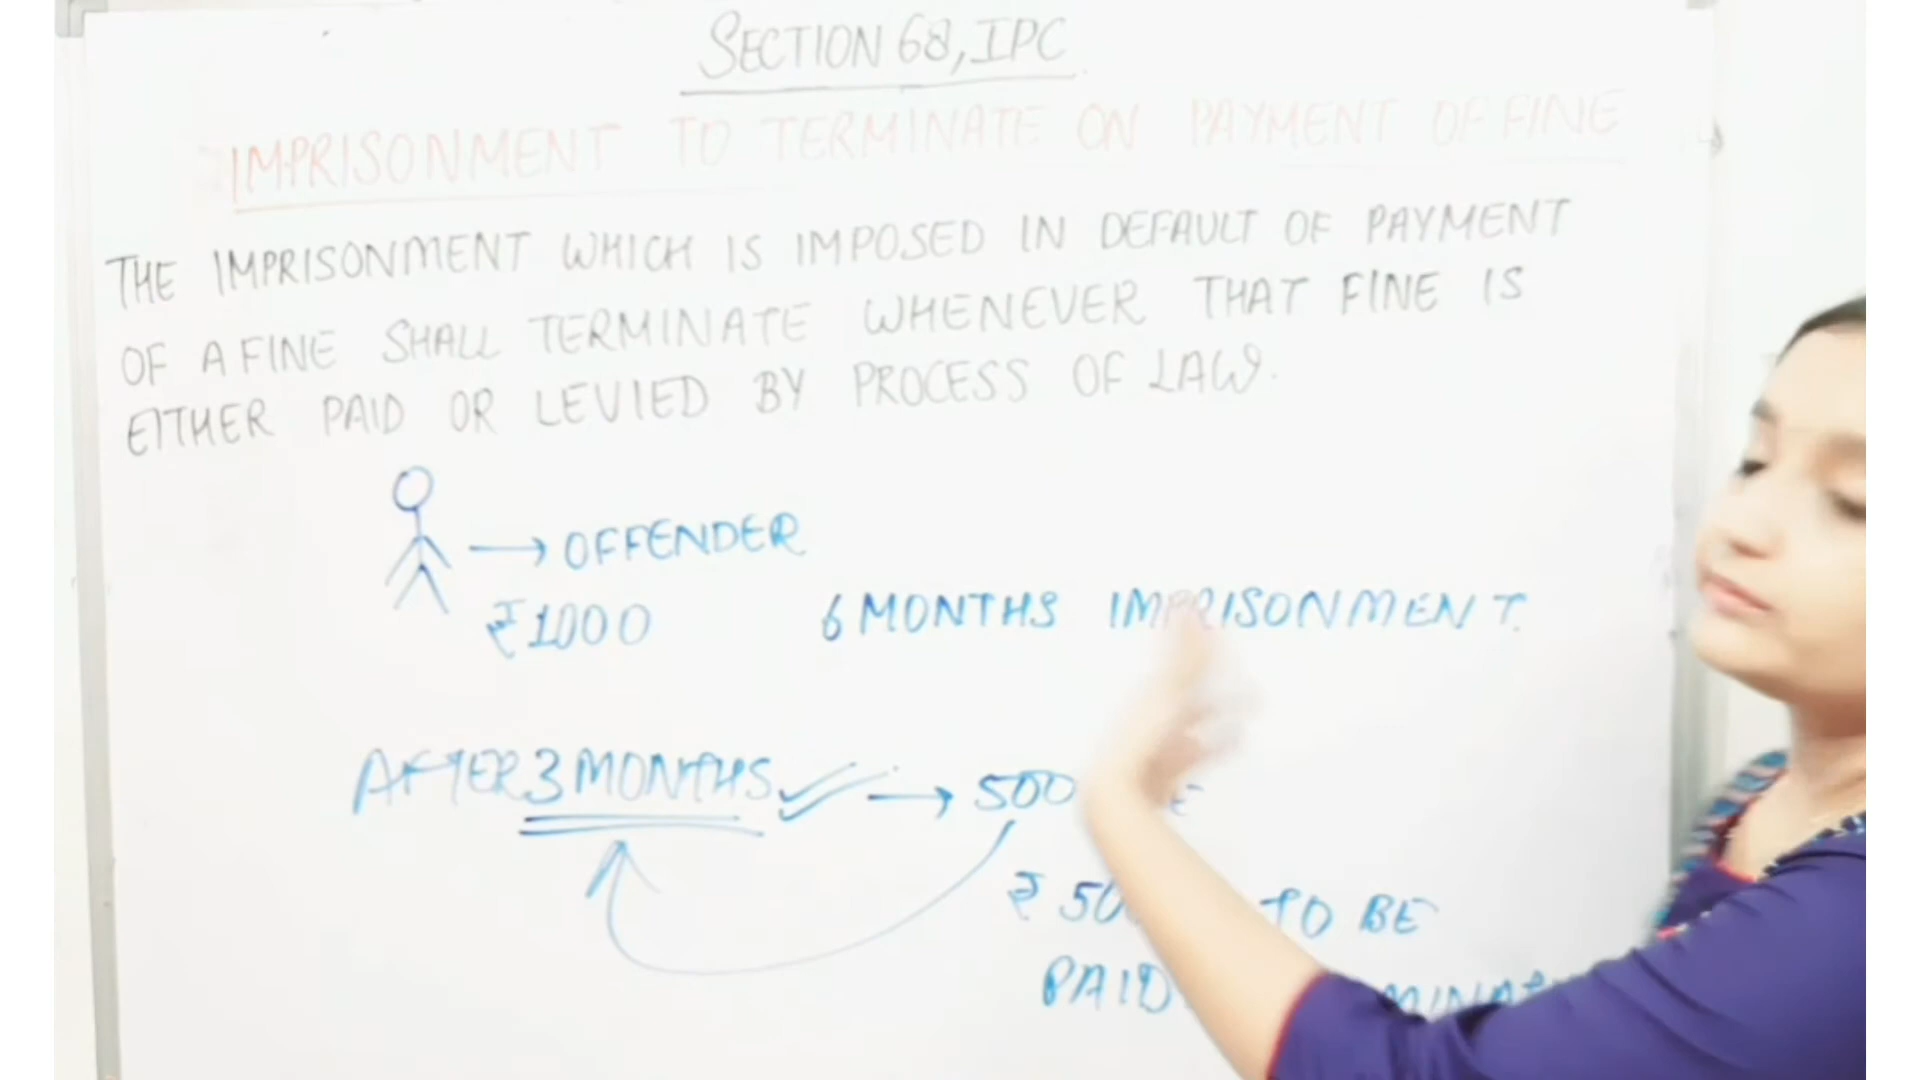 SECTION 68, IPC
IMPRISONMENT TO TERMINATE ON PAYMENT OF FINE
THE IMPRISONMENT WHICH IS IMPOSED IN DEFAULT OF PAYMENT
OF A FINE SHALL TERMINATE WHENEVER THAT FINE IS
EITHER PAID OR LEVIED BY PROCESS OF LAW.
→ OFFENDER
₹1000 6 MONTHS IMPRISONMENT.
AFTER 3 MONTHS → 500
₹ TO BE
PAID